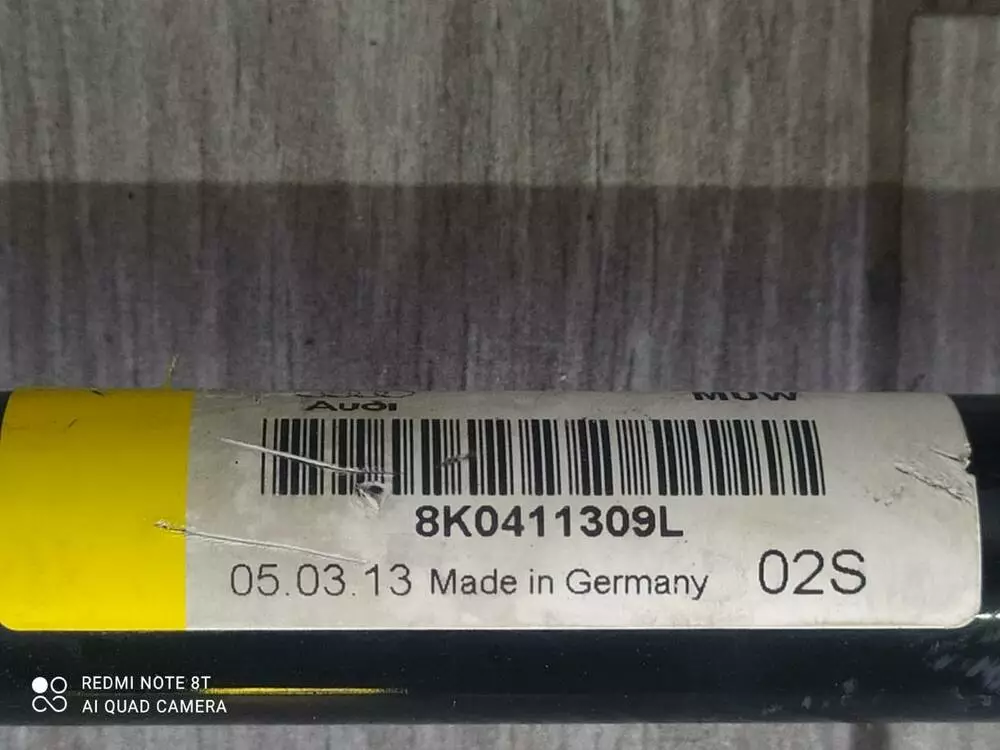 Audi MUW
8K0411309L
05.03.13 Made in Germany 02S
REDMI NOTE 8T
AI QUAD CAMERA